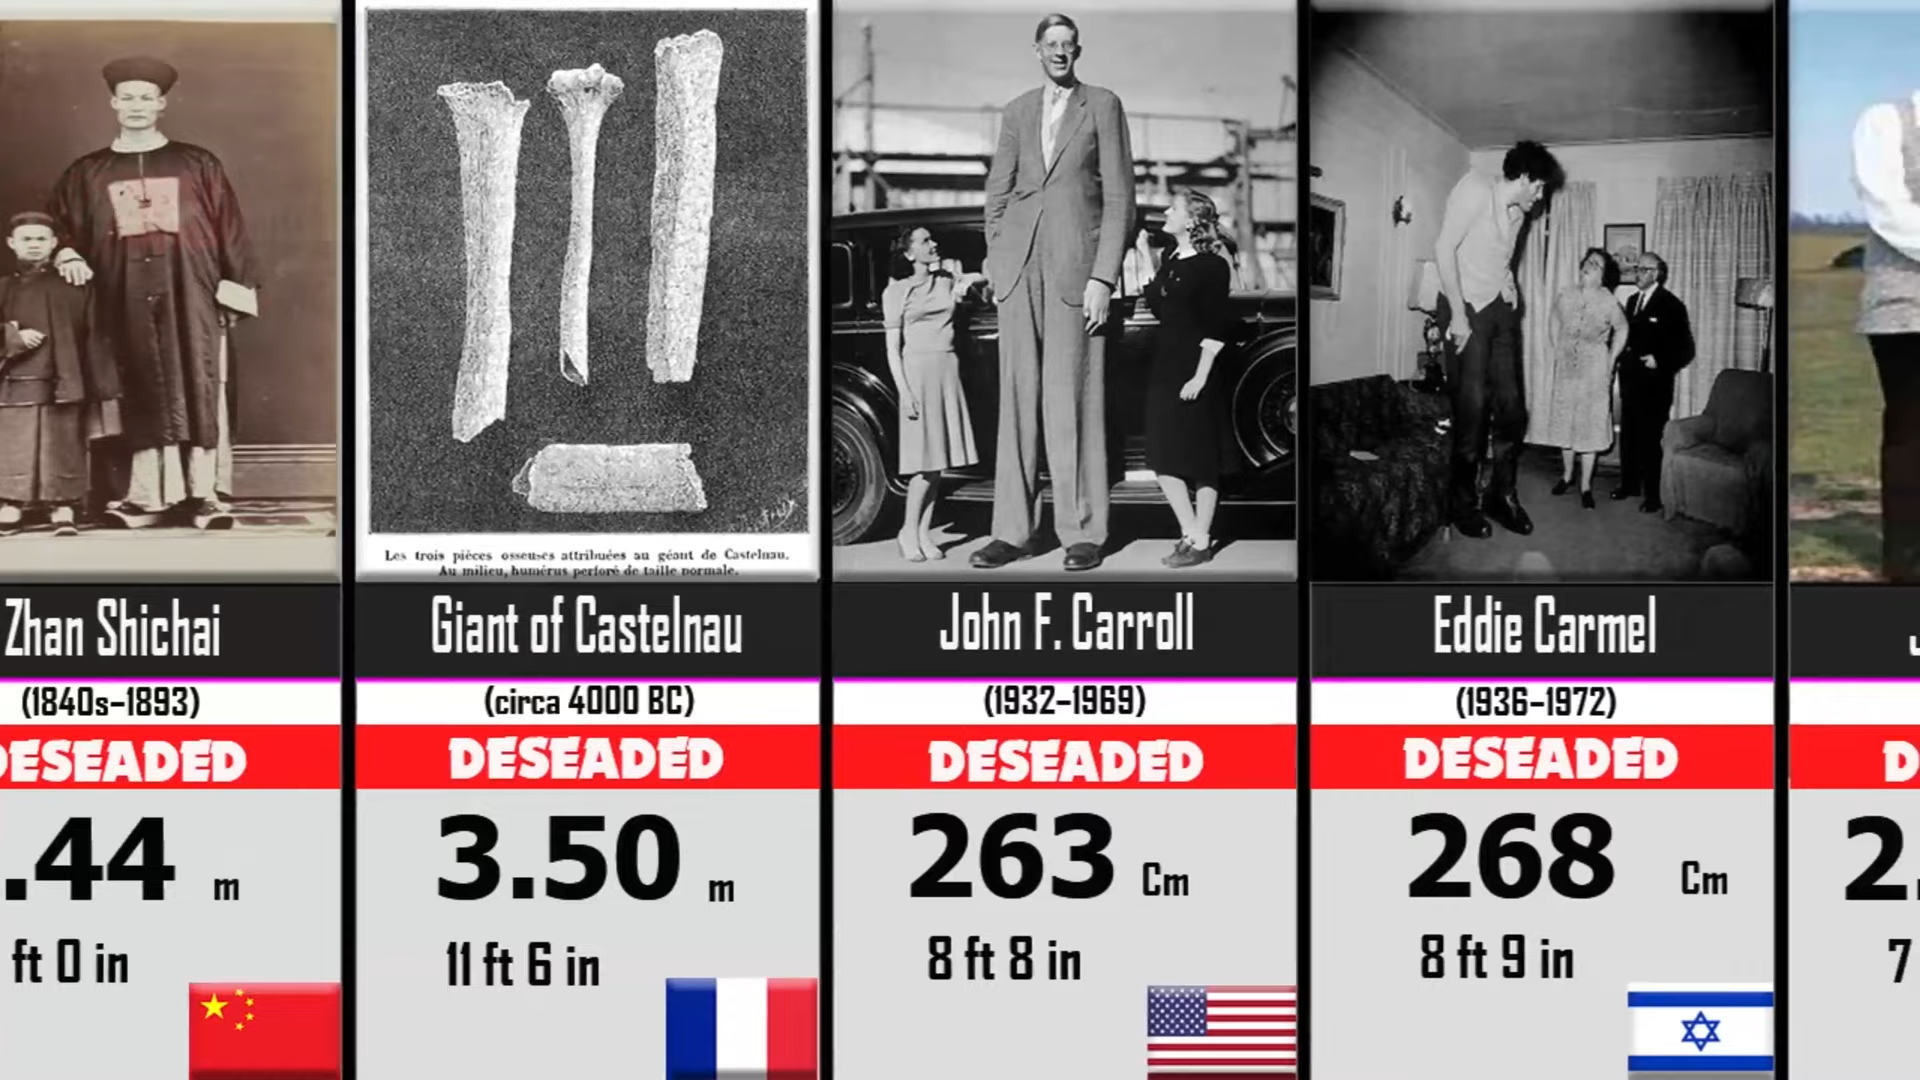 Les trois pièces osseuses attribuées au géant de Castelnau.
Au milieu, humérus perforé de taille normale.
Zhan Shichai
Giant of Castelnau
John F. Carroll
Eddie Carmel
(1840s-1893)
(circa 4000 BC)
(1932-1969)
(1936-1972)
DESEADED
DESEADED
DESEADED
DESEADED
D
.44 m
3.50 m
263 Cm
268 Cm
2.
ft 0 in
11 ft 6 in
8 ft 8 in
8 ft 9 in
7